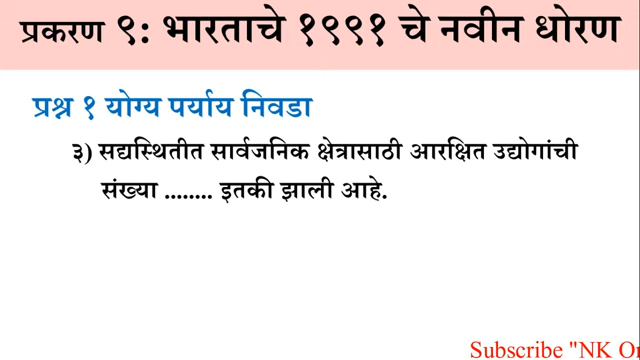 प्रकरण ९: भारताचे १९९१ चे नवीन धोरण
प्रश्न १ योग्य पर्याय निवडा
३) सद्यस्थितीत सार्वजनिक क्षेत्रासाठी आरक्षित उद्योगांची
संख्या ........ इतकी झाली आहे.
Subscribe "NK